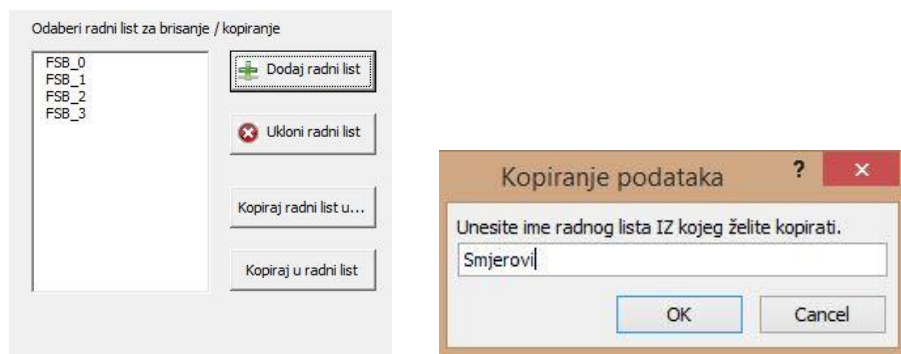 Odaberi radni list za brisanje / kopiranje
FSB_0
FSB_1
FSB_2
FSB_3
Dodaj radni list
Ukloni radni list
Kopiraj radni list u...
Kopiraj u radni list
Kopiranje podataka
?
Unesite ime radnog lista IZ kojeg želite kopirati.
Smjerovi
OK
Cancel